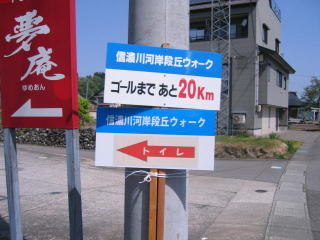 夢庵
ゆめあん
信濃川河岸段丘ウォーク
ゴールまで あと20Km
信濃川河岸段丘ウォーク
トイレ